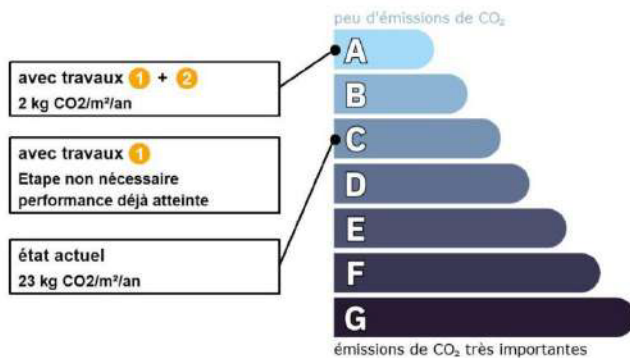 peu d'émissions de CO₂
avec travaux 1 + 2
2 kg CO2/m²/an
avec travaux 1
Etape non nécessaire
performance déjà atteinte
état actuel
23 kg CO2/m²/an
A
B
C
D
E
F
G
émissions de CO₂ très importantes